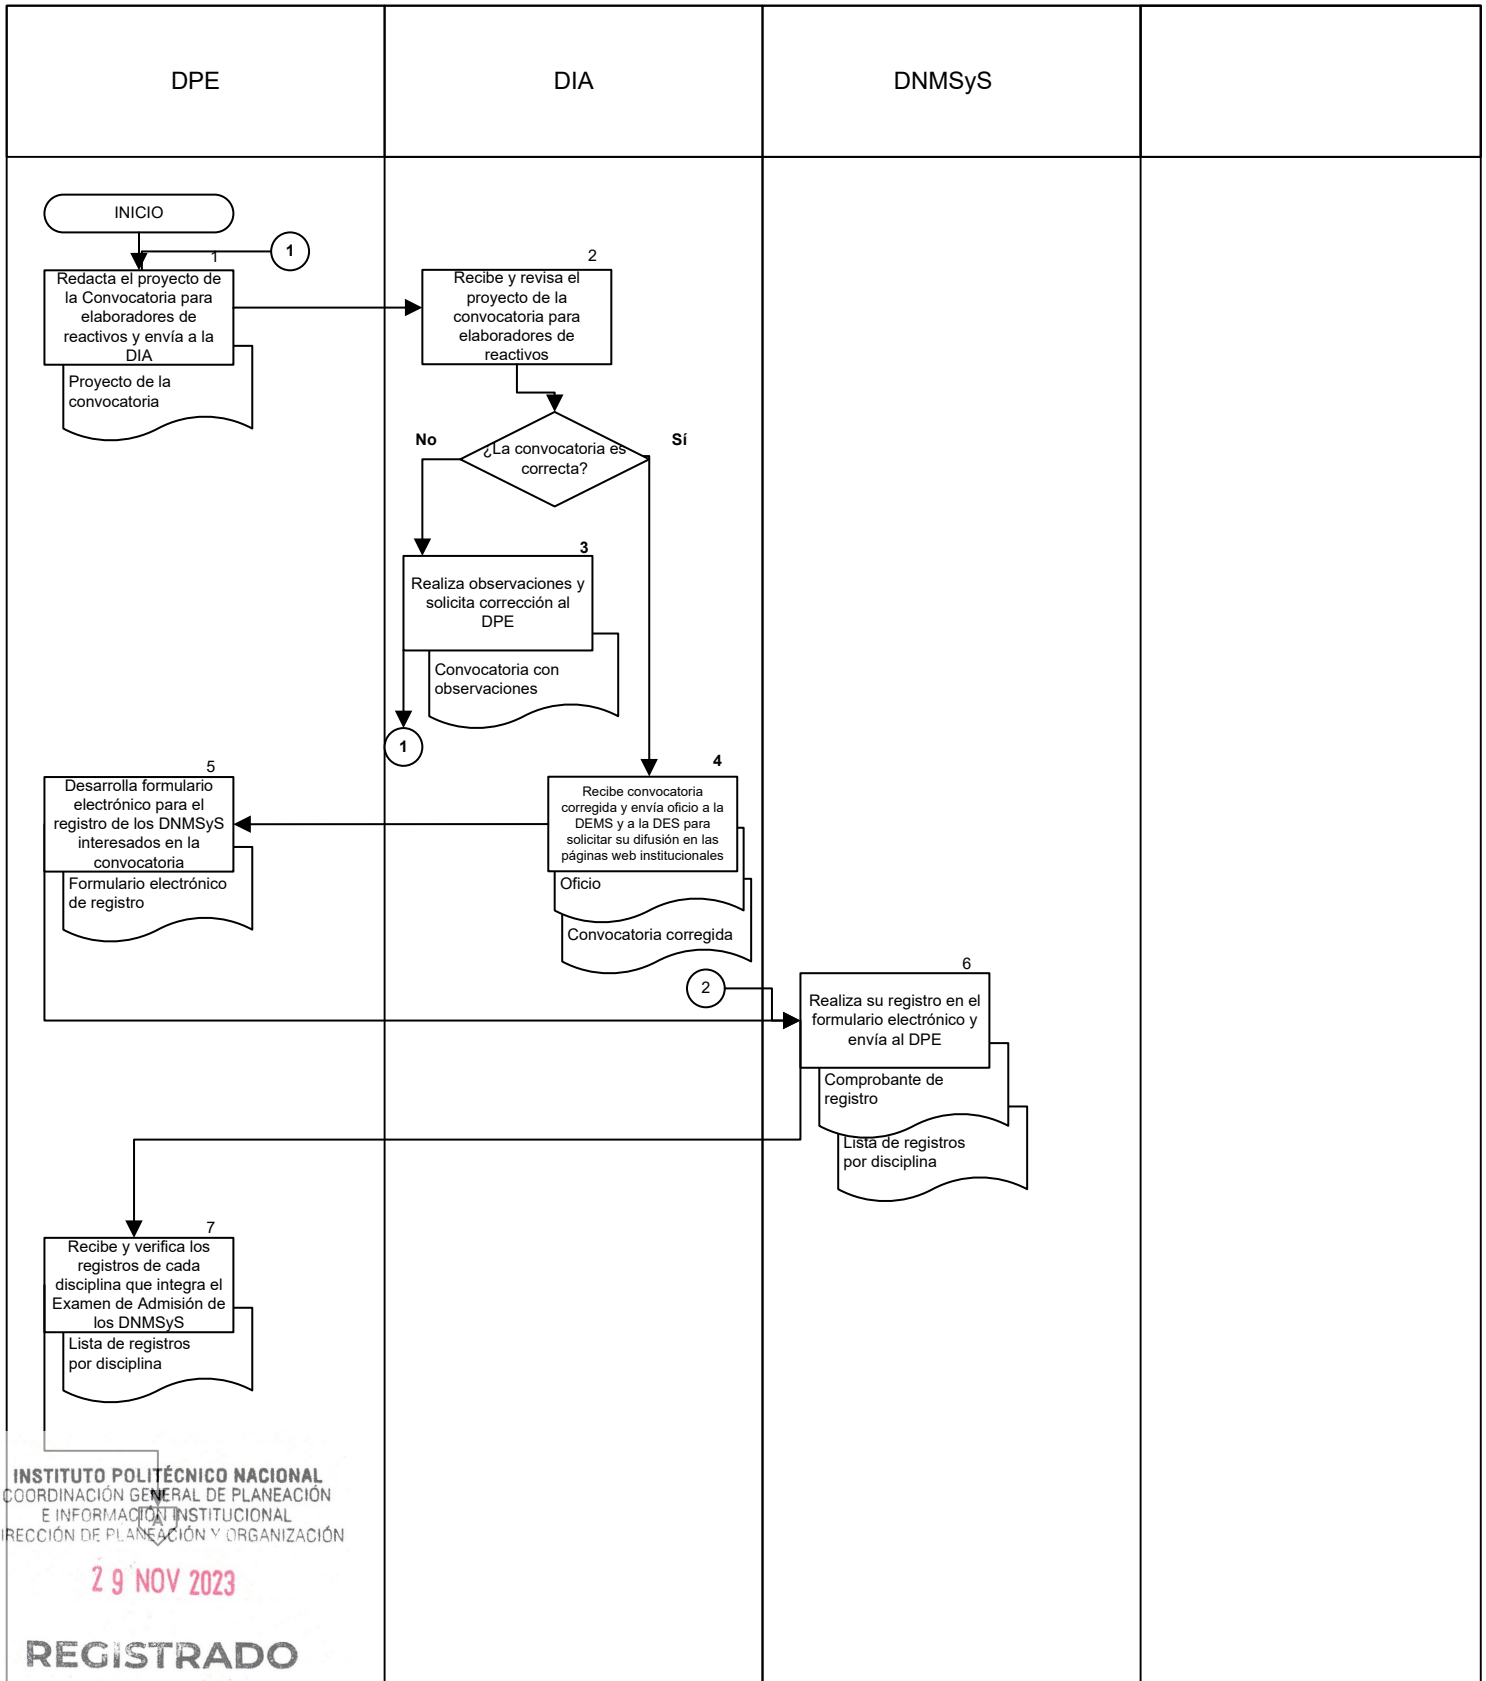 DPE
DIA
DNMSyS
INICIO
1
1
Redacta el proyecto de
la Convocatoria para
elaboradores de
reactivos y envía a la
DIA
Proyecto de la
convocatoria
2
Recibe y revisa el
proyecto de la
convocatoria para
elaboradores de
reactivos
¿La convocatoria es
correcta?
No
Sí
3
Realiza observaciones y
solicita corrección al
DPE
Convocatoria con
observaciones
1
4
Recibe convocatoria
corregida y envía oficio a la
DEMS y a la DES para
solicitar su difusión en las
páginas web institucionales
Oficio
Convocatoria corregida
5
Desarrolla formulario
electrónico para el
registro de los DNMSyS
interesados en la
convocatoria
Formulario electrónico
de registro
2
6
Realiza su registro en el
formulario electrónico y
envía al DPE
Comprobante de
registro
Lista de registros
por disciplina
7
Recibe y verifica los
registros de cada
disciplina que integra el
Examen de Admisión de
los DNMSyS
Lista de registros
por disciplina
A
INSTITUTO POLITÉCNICO NACIONAL
COORDINACIÓN GENERAL DE PLANEACIÓN
E INFORMACIÓN INSTITUCIONAL
IRECCIÓN DE PLANEACIÓN Y ORGANIZACIÓN
29 NOV 2023
REGISTRADO